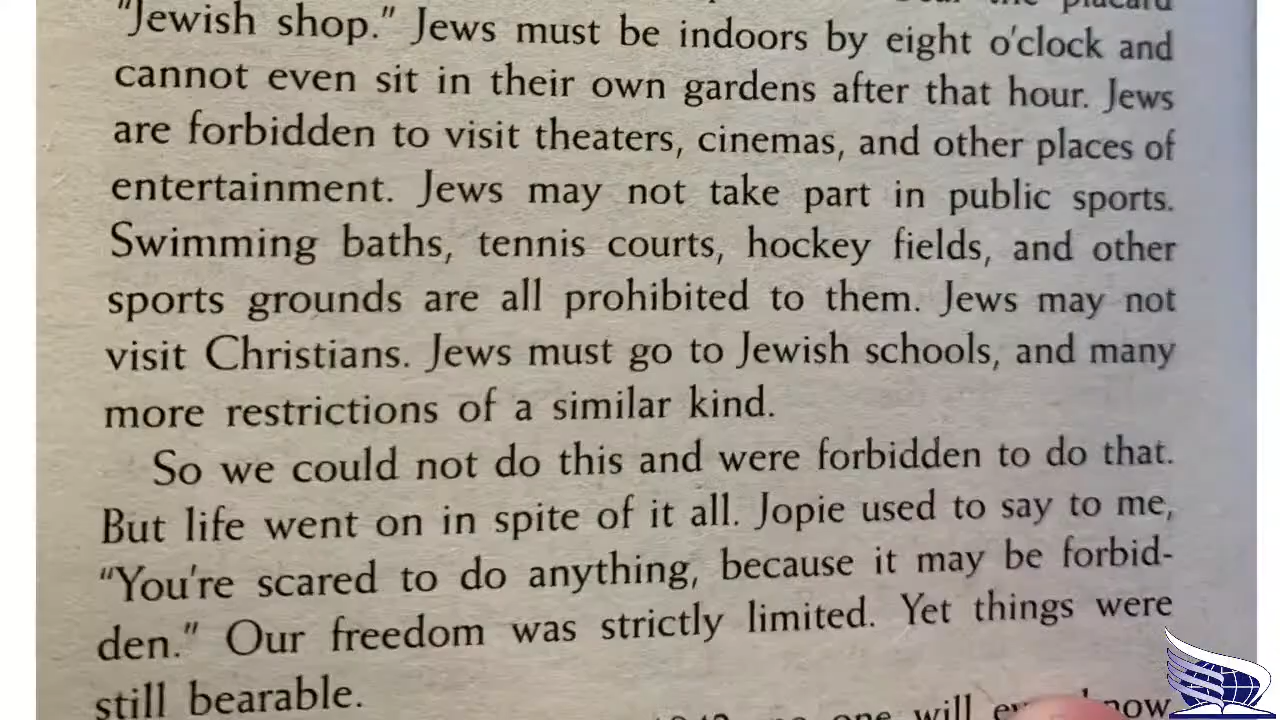 "Jewish shop." Jews must be indoors by eight o'clock and
cannot even sit in their own gardens after that hour. Jews
are forbidden to visit theaters, cinemas, and other places of
entertainment. Jews may not take part in public sports.
Swimming baths, tennis courts, hockey fields, and other
sports grounds are all prohibited to them. Jews may not
visit Christians. Jews must go to Jewish schools, and many
more restrictions of a similar kind.
So we could not do this and were forbidden to do that.
But life went on in spite of it all. Jopie used to say to me,
"You're scared to do anything, because it may be forbid-
den." Our freedom was strictly limited. Yet things were
still bearable.
one will